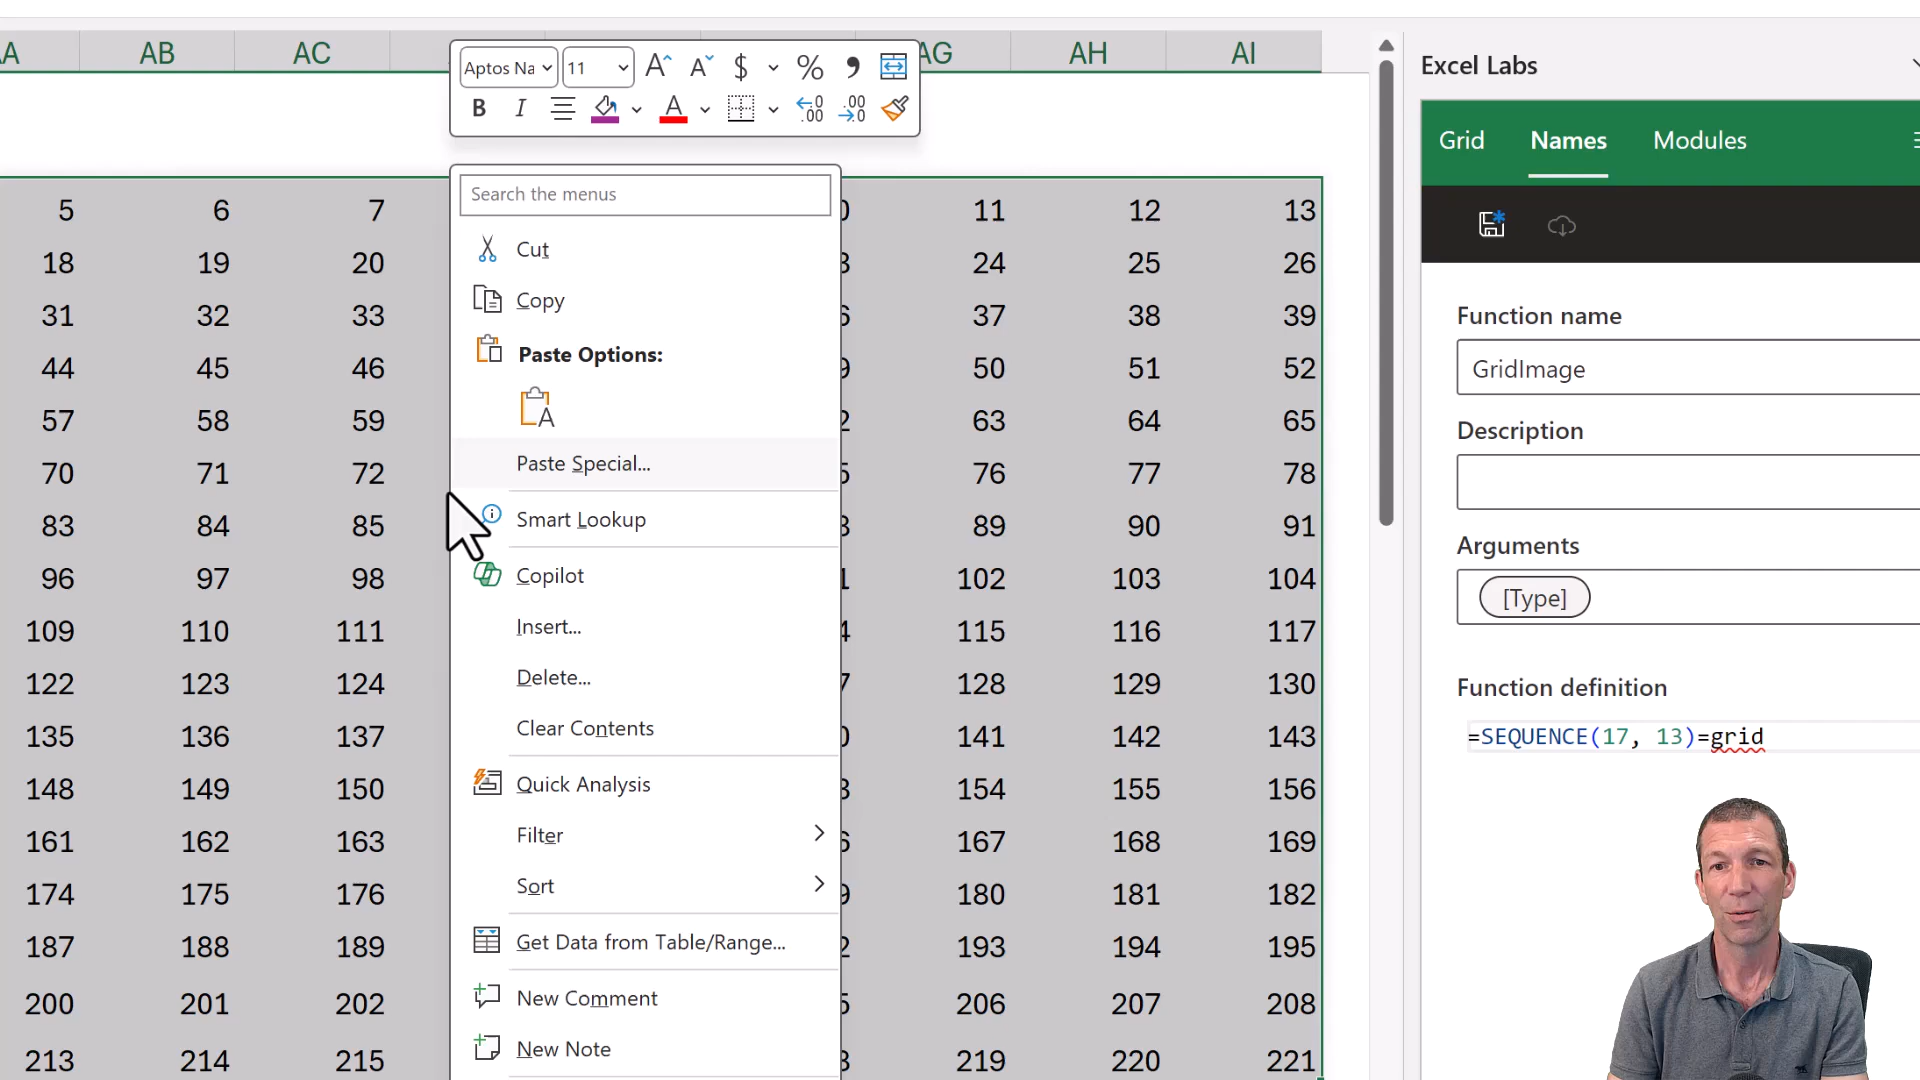 AB AC AG AH AI
Aptos Na 11 $ % 
B I A
Search the menus
Cut
Copy
Paste Options:
Paste Special...
Smart Lookup
Copilot
Insert...
Delete...
Clear Contents
Quick Analysis
Filter
Sort
Get Data from Table/Range...
New Comment
New Note
5 6 7 11 12 13
18 19 20 24 25 26
31 32 33 37 38 39
44 45 46 50 51 52
57 58 59 63 64 65
70 71 72 76 77 78
83 84 85 89 90 91
96 97 98 102 103 104
109 110 111 115 116 117
122 123 124 128 129 130
135 136 137 141 142 143
148 149 150 154 155 156
161 162 163 167 168 169
174 175 176 180 181 182
187 188 189 193 194 195
200 201 202 206 207 208
213 214 215 219 220 221
Excel Labs
Grid Names Modules
Function name
GridImage
Description
Arguments
[Type]
Function definition
=SEQUENCE(17, 13)=grid